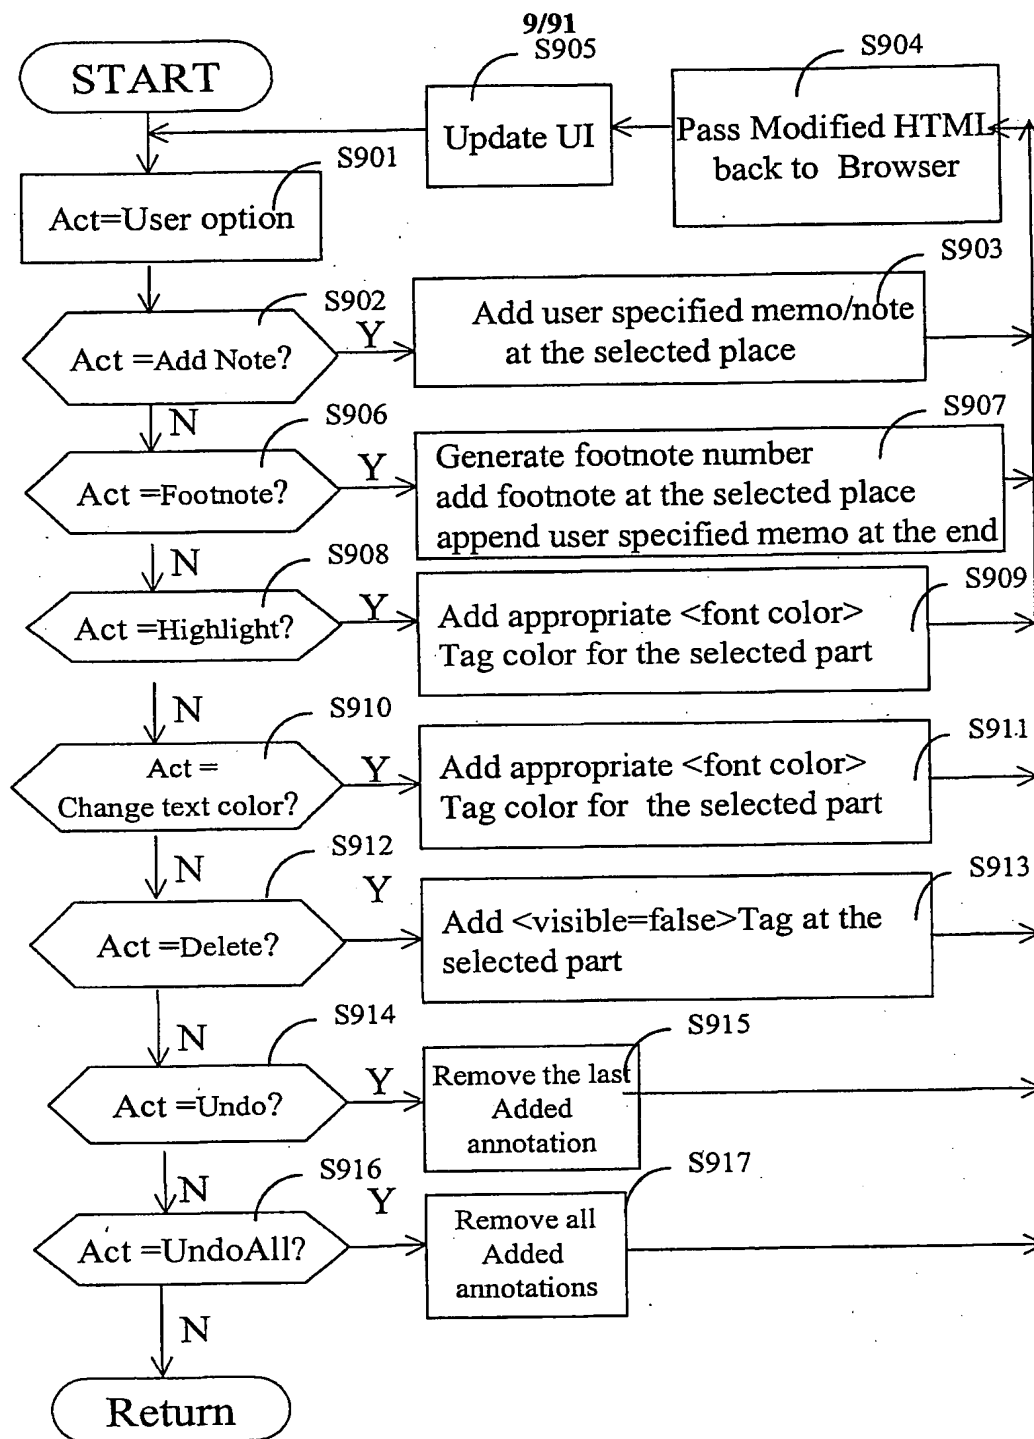 9/91
START
S905
S904
Update UI
Pass Modified HTML
back to Browser
S901
Act=User option
S902
Act =Add Note?
Y
S903
Add user specified memo/note
at the selected place
N
S906
Act =Footnote?
Y
S907
Generate footnote number
add footnote at the selected place
append user specified memo at the end
N
S908
Act =Highlight?
Y
S909
Add appropriate <font color>
Tag color for the selected part
N
S910
Act =
Change text color?
Y
S911
Add appropriate <font color>
Tag color for the selected part
N
S912
Act =Delete?
Y
S913
Add <visible=false>Tag at the
selected part
N
S914
Act =Undo?
Y
S915
Remove the last
Added
annotation
N
S916
Act =UndoAll?
Y
S917
Remove all
Added
annotations
N
Return